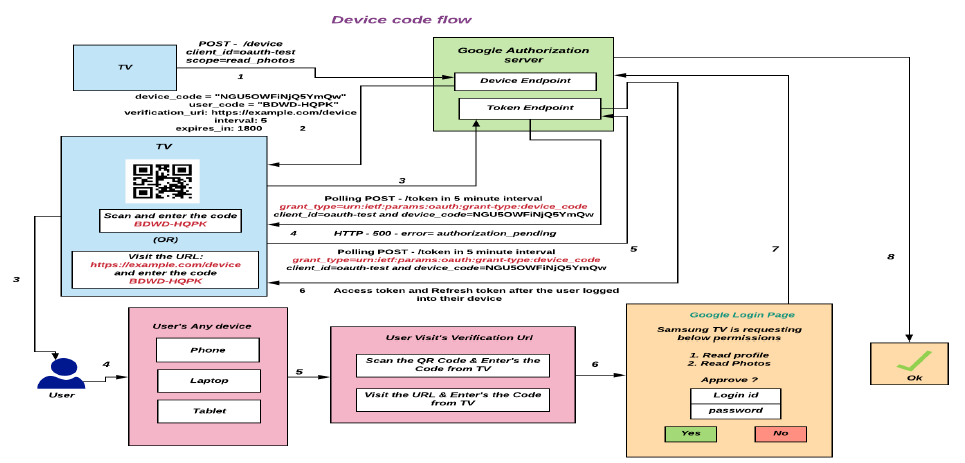 Device code flow
TV
POST - /device
client_id=oauth-test
scope=read_photos
1
Google Authorization
server
Device Endpoint
Token Endpoint
device_code = "NGU5OWFiNjQ5YmQw"
user_code = "BDWD-HQPK"
verification_uri: https://example.com/device
interval: 5
expires_in: 1800
2
TV
Scan and enter the code
BDWD-HQPK
(OR)
Visit the URL:
https://example.com/device
and enter the code
BDWD-HQPK
3
Polling POST - /token in 5 minute interval
grant_type=urn:ietf:params:oauth:grant-type:device_code
client_id=oauth-test and device_code=NGU5OWFiNjQ5YmQw
4
HTTP - 500 - error= authorization_pending
Polling POST - /token in 5 minute interval
grant_type=urn:ietf:params:oauth:grant-type:device_code
client_id=oauth-test and device_code=NGU5OWFiNjQ5YmQw
5
6
Access token and Refresh token after the user logged
into their device
7
8
3
User
4
User's Any device
Phone
Laptop
Tablet
5
User Visit's Verification Url
Scan the QR Code & Enter's the
Code from TV
Visit the URL & Enter's the Code
from TV
6
Google Login Page
Samsung TV is requesting
below permissions
1. Read profile
2. Read Photos
Approve ?
Login id
password
Yes
No
Ok